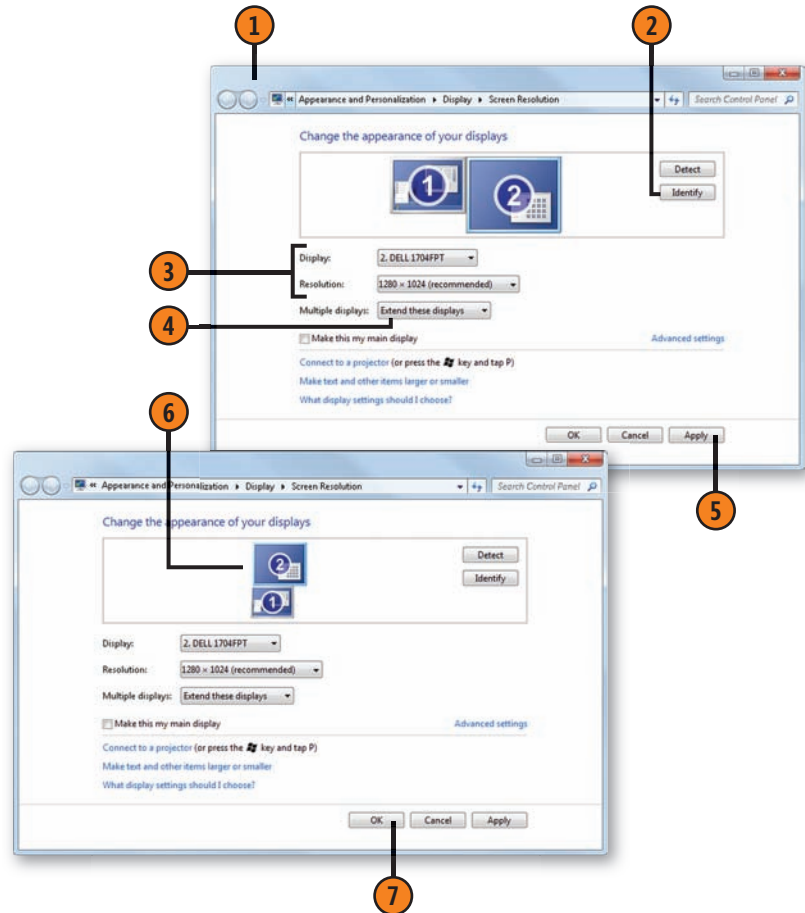 1
2
« Appearance and Personalization ▸ Display ▸ Screen Resolution
Search Control Panel
Change the appearance of your displays
1
2
Detect
Identify
3
Display: 2. DELL 1704FPT
Resolution: 1280 × 1024 (recommended)
4
Multiple displays: Extend these displays
Make this my main display
Advanced settings
Connect to a projector (or press the key and tap P)
Make text and other items larger or smaller
What display settings should I choose?
OK Cancel Apply
5
6
« Appearance and Personalization ▸ Display ▸ Screen Resolution
Search Control Panel
Change the appearance of your displays
2
1
Detect
Identify
Display: 2. DELL 1704FPT
Resolution: 1280 × 1024 (recommended)
Multiple displays: Extend these displays
Make this my main display
Advanced settings
Connect to a projector (or press the key and tap P)
Make text and other items larger or smaller
What display settings should I choose?
OK Cancel Apply
7